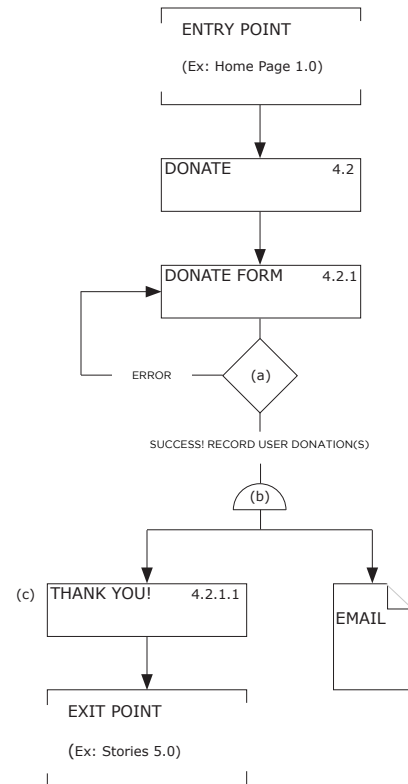 ENTRY POINT
(Ex: Home Page 1.0)
DONATE 4.2
DONATE FORM 4.2.1
ERROR
(a)
SUCCESS! RECORD USER DONATION(S)
(b)
(c) THANK YOU! 4.2.1.1
EMAIL
EXIT POINT
(Ex: Stories 5.0)